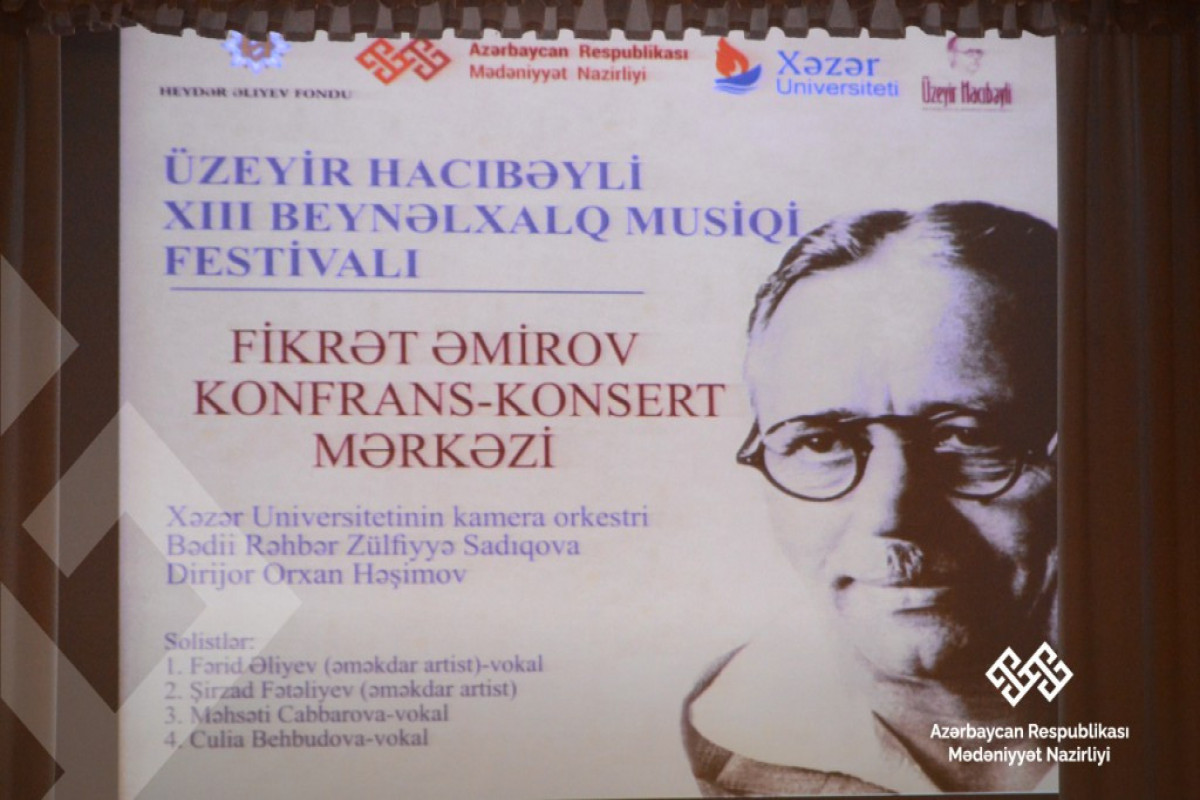 HEYDƏR ƏLİYEV FONDU
Azərbaycan Respublikası
Mədəniyyət Nazirliyi
Xəzər
Universiteti
Üzeyir Hacıbəyli
ÜZEYİR HACIBƏYLİ
XIII BEYNƏLXALQ MUSİQİ
FESTİVALI
FİKRƏT ƏMİROV
KONFRANS-KONSERT
MƏRKƏZİ
Xəzər Universitetinin kamera orkestri
Bədii Rəhbər Zülfiyyə Sadıqova
Dirijor Orxan Həşimov
Solistlər:
1. Fərid Əliyev (əməkdar artist)-vokal
2. Şirzad Fətəliyev (əməkdar artist)
3. Məhsəti Cabbarova-vokal
4. Culia Behbudova-vokal
Azərbaycan Respublikası
Mədəniyyət Nazirliyi